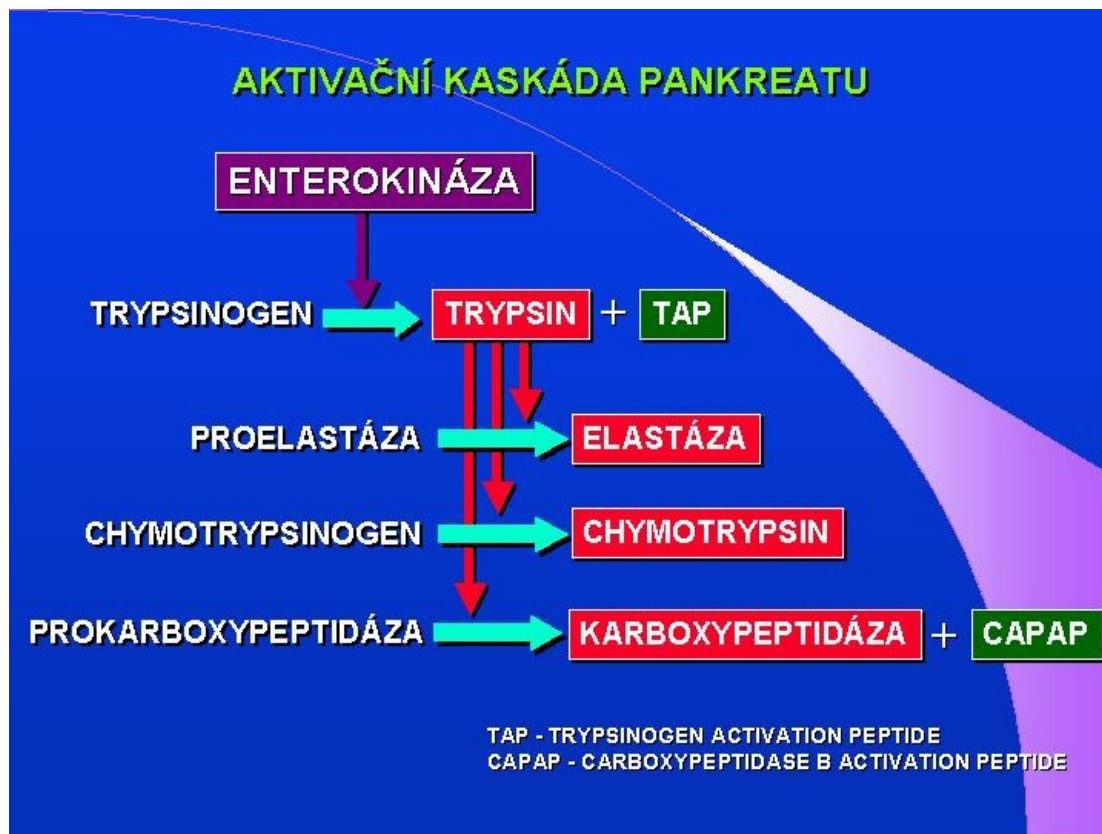 AKTIVAČNÍ KASKÁDA PANKREATU
ENTEROKINÁZA
TRYPSINOGEN TRYPSIN + TAP
PROELASTÁZA ELASTÁZA
CHYMOTRYPSINOGEN CHYMOTRYPSIN
PROKARBOXYPEPTIDÁZA KARBOXYPEPTIDÁZA + CAPAP
TAP - TRYPSINOGEN ACTIVATION PEPTIDE
CAPAP - CARBOXYPEPTIDASE B ACTIVATION PEPTIDE